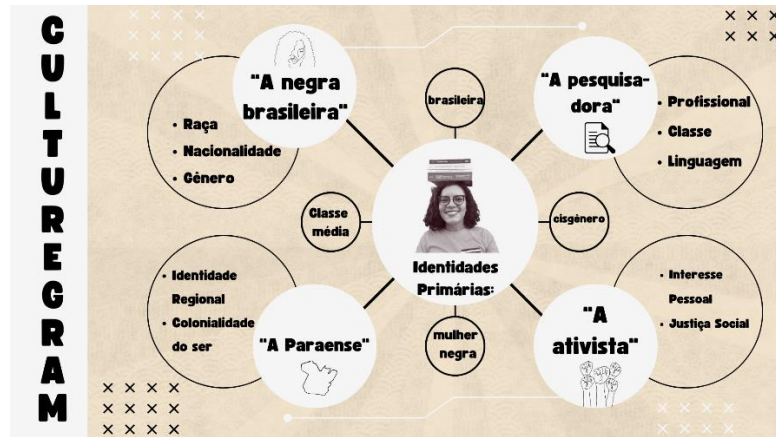 CULTUREGRAM
"A negra
brasileira"
• Raça
• Nacionalidade
• Gênero
brasileira
"A pesquisa-
dora"
• Profissional
• Classe
• Linguagem
Classe
média
Identidades
Primárias:
cisgênero
• Identidade
Regional
• Colonialidade
do ser
"A Paraense"
mulher
negra
"A
ativista"
• Interesse
Pessoal
• Justiça Social